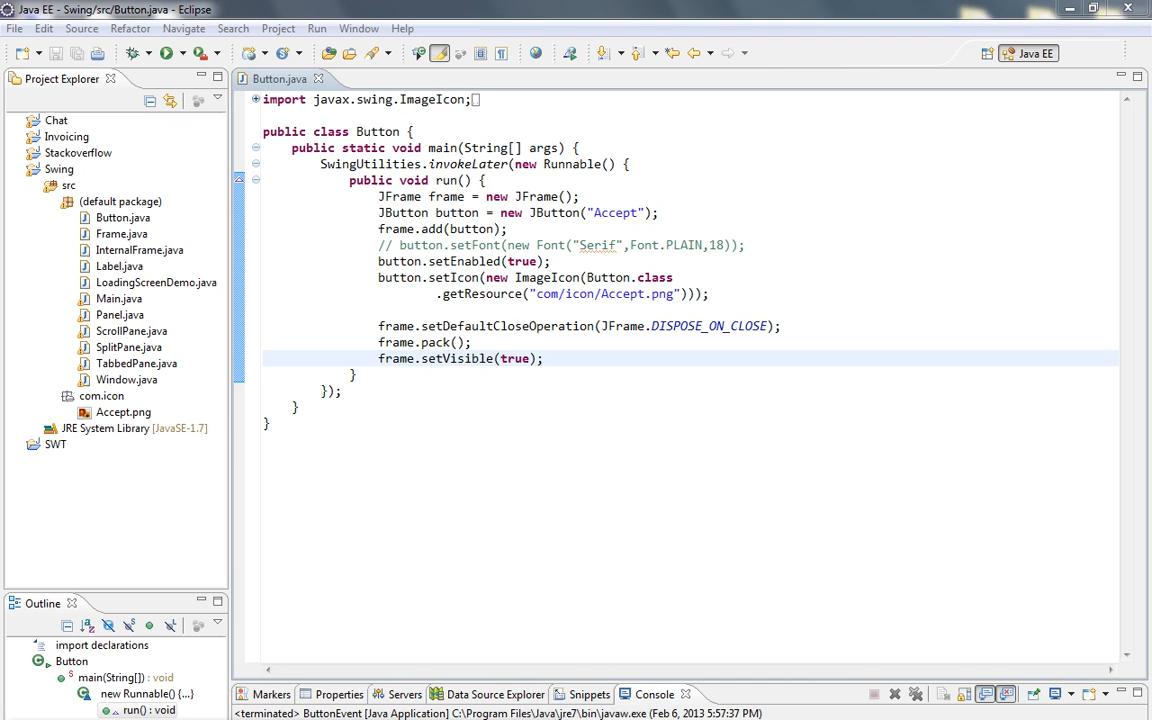 Java EE - Swing/src/Button.java - Eclipse
File Edit Source Refactor Navigate Search Project Run Window Help
Java EE
Project Explorer
Chat
Invoicing
Stackoverflow
Swing
src
(default package)
Button.java
Frame.java
InternalFrame.java
Label.java
LoadingScreenDemo.java
Main.java
Panel.java
ScrollPane.java
SplitPane.java
TabbedPane.java
Window.java
com.icon
Accept.png
JRE System Library [JavaSE-1.7]
SWT
Button.java
import javax.swing.ImageIcon;
public class Button {
public static void main(String[] args) {
SwingUtilities.invokeLater(new Runnable() {
public void run() {
JFrame frame = new JFrame();
JButton button = new JButton("Accept");
frame.add(button);
// button.setFont(new Font("Serif",Font.PLAIN,18));
button.setEnabled(true);
button.setIcon(new ImageIcon(Button.class
.getResource("com/icon/Accept.png")));
frame.setDefaultCloseOperation(JFrame.DISPOSE_ON_CLOSE);
frame.pack();
frame.setVisible(true);
}
});
}
}
Outline
import declarations
Button
main(String[]) : void
new Runnable() {...}
run() : void
Markers Properties Servers Data Source Explorer Snippets Console
<terminated> ButtonEvent [Java Application] C:\Program Files\Java\jre7\bin\javaw.exe (Feb 6, 2013 5:57:37 PM)